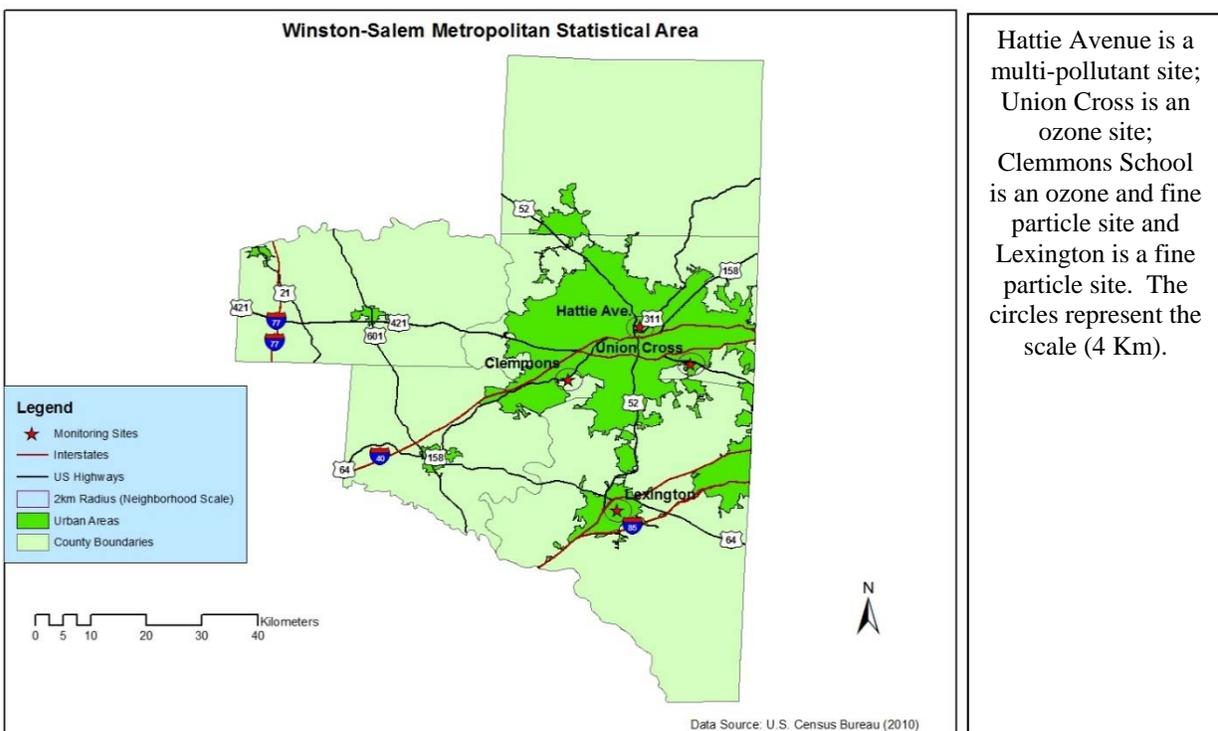 Winston-Salem Metropolitan Statistical Area
52
158
421
21
77
77
601
421
Hattie Ave.
311
Union Cross
Clemmons
52
64
40
158
Lexington
85
64
Legend
Monitoring Sites
Interstates
US Highways
2km Radius (Neighborhood Scale)
Urban Areas
County Boundaries
Kilometers
0 5 10 20 30 40
N
Data Source: U.S. Census Bureau (2010)
Hattie Avenue is a
multi-pollutant site;
Union Cross is an
ozone site;
Clemmons School
is an ozone and fine
particle site and
Lexington is a fine
particle site. The
circles represent the
scale (4 Km).